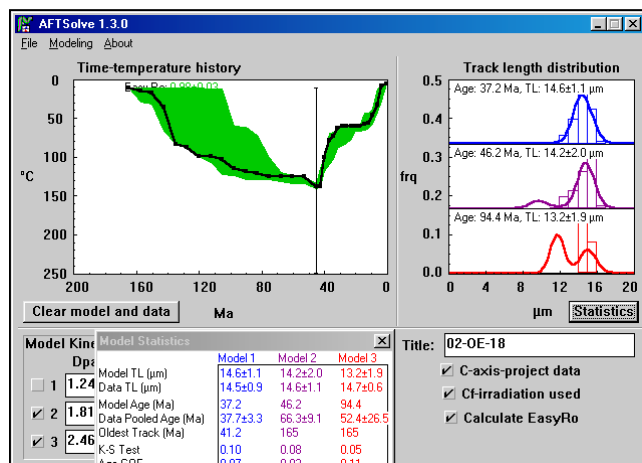 AFTSolve 1.3.0
File Modeling About
Time-temperature history
0
50
100
°C
150
200
250
200 160 120 80 40 0
Ma
Clear model and data
Track length distribution
0.5
Age: 37.2 Ma, TL: 14.6±1.1 µm
0.4
Age: 46.2 Ma, TL: 14.2±2.0 µm
0.3
frq
0.2
Age: 94.4 Ma, TL: 13.2±1.9 µm
0.1
0.0
0 4 8 12 16 20
µm
Statistics
Model Kine
Dpa
1 1.24
2 1.81
3 2.46
Model Statistics
Model 1 Model 2 Model 3
Model TL (µm) 14.6±1.1 14.2±2.0 13.2±1.9
Data TL (µm) 14.5±0.9 14.6±1.1 14.7±0.6
Model Age (Ma) 37.2 46.2 94.4
Data Pooled Age (Ma) 37.7±3.3 66.3±9.1 52.4±26.5
Oldest Track (Ma) 41.2 165 165
K-S Test 0.10 0.08 0.05
Title: 02-OE-18
C-axis-project data
Cf-irradiation used
Calculate EasyRo